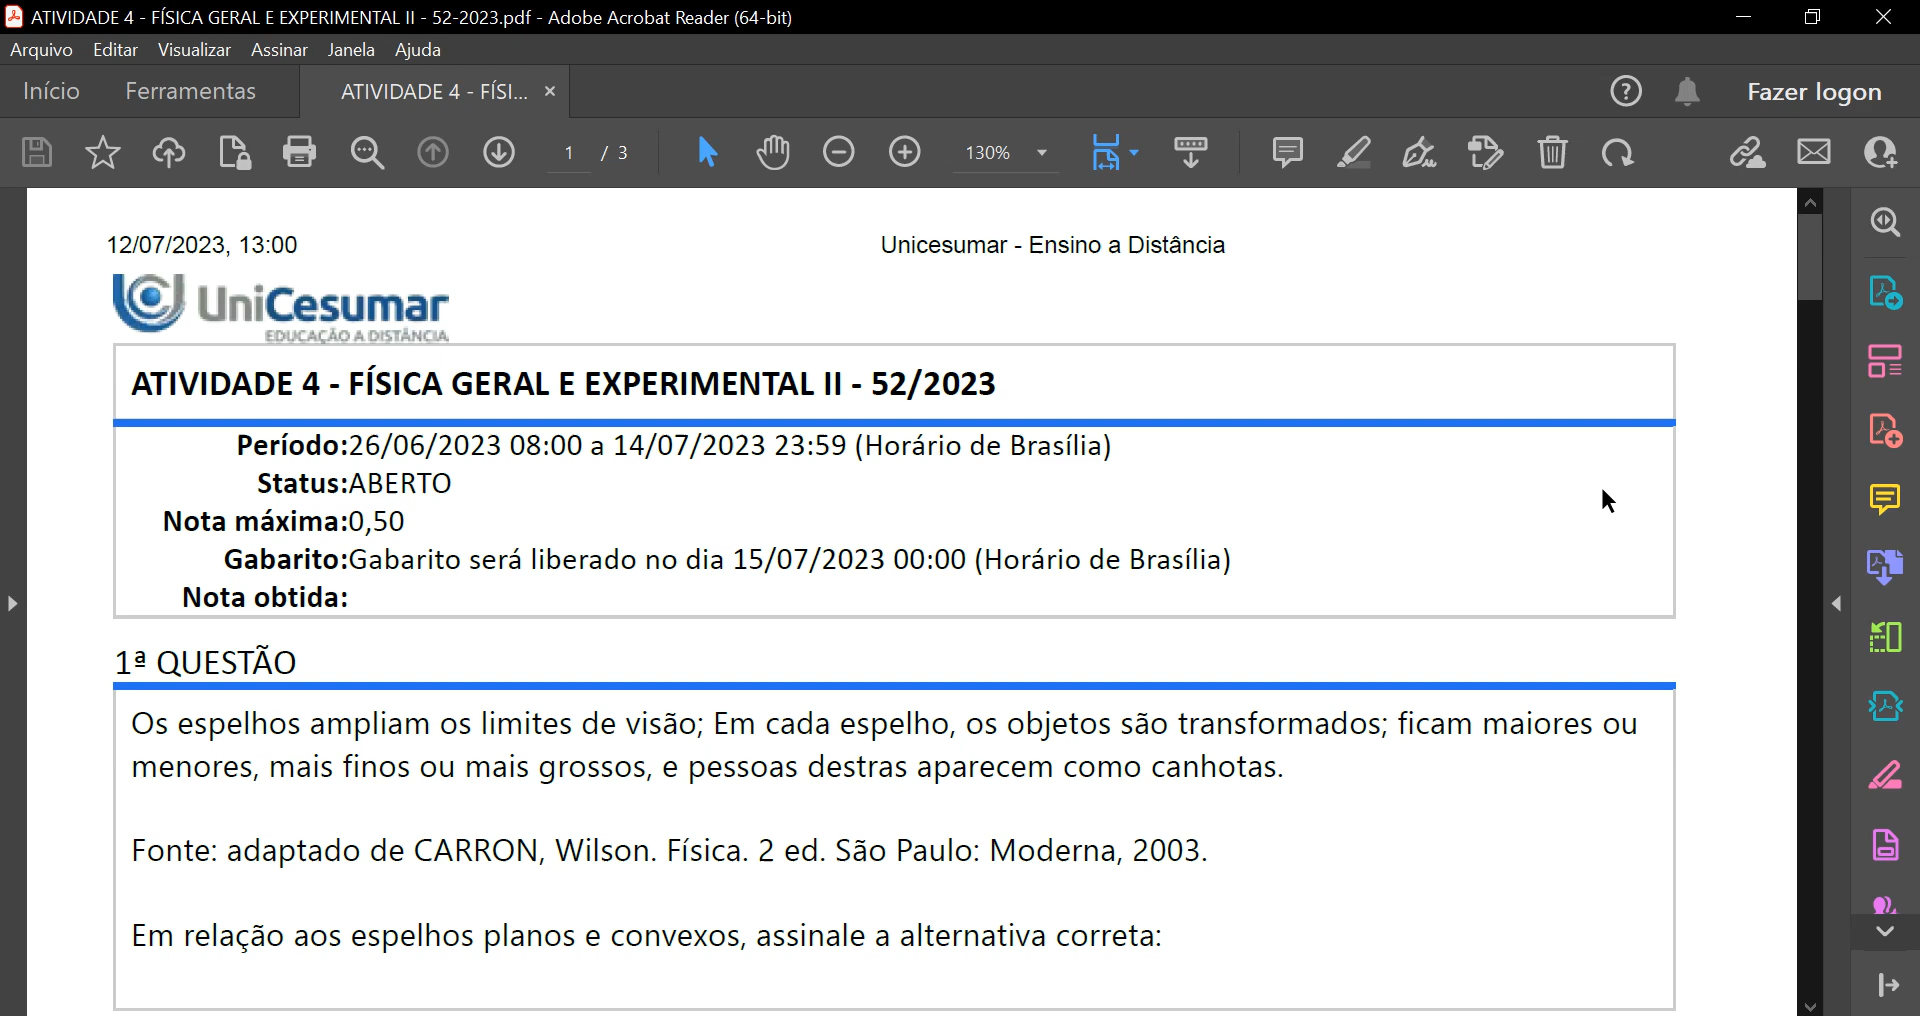 ATIVIDADE 4 - FÍSICA GERAL E EXPERIMENTAL II - 52-2023.pdf - Adobe Acrobat Reader (64-bit)
Arquivo Editar Visualizar Assinar Janela Ajuda
Início Ferramentas ATIVIDADE 4 - FÍSI... × Fazer logon
1 / 3 130%
12/07/2023, 13:00 Unicesumar - Ensino a Distância
UniCesumar
EDUCAÇÃO A DISTÂNCIA
ATIVIDADE 4 - FÍSICA GERAL E EXPERIMENTAL II - 52/2023
Período:26/06/2023 08:00 a 14/07/2023 23:59 (Horário de Brasília)
Status:ABERTO
Nota máxima:0,50
Gabarito:Gabarito será liberado no dia 15/07/2023 00:00 (Horário de Brasília)
Nota obtida:
1ª QUESTÃO
Os espelhos ampliam os limites de visão; Em cada espelho, os objetos são transformados; ficam maiores ou
menores, mais finos ou mais grossos, e pessoas destras aparecem como canhotas.
Fonte: adaptado de CARRON, Wilson. Física. 2 ed. São Paulo: Moderna, 2003.
Em relação aos espelhos planos e convexos, assinale a alternativa correta: